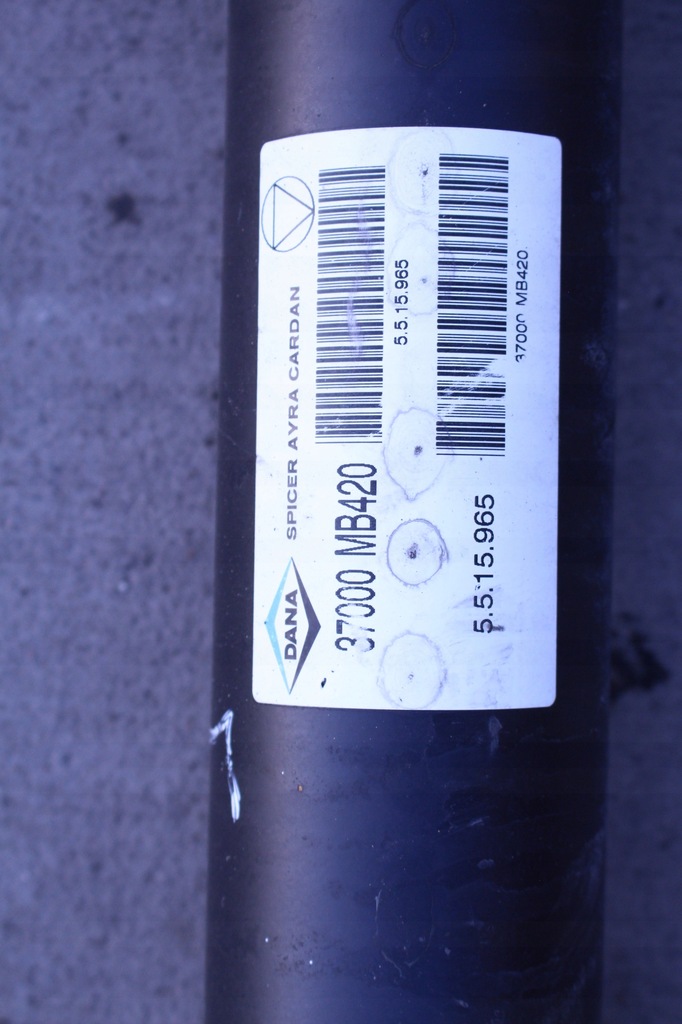 DANA
SPICER AYRA CARDAN
37000 MB420
5.5.15.965
5.5.15.965
37000 MB420